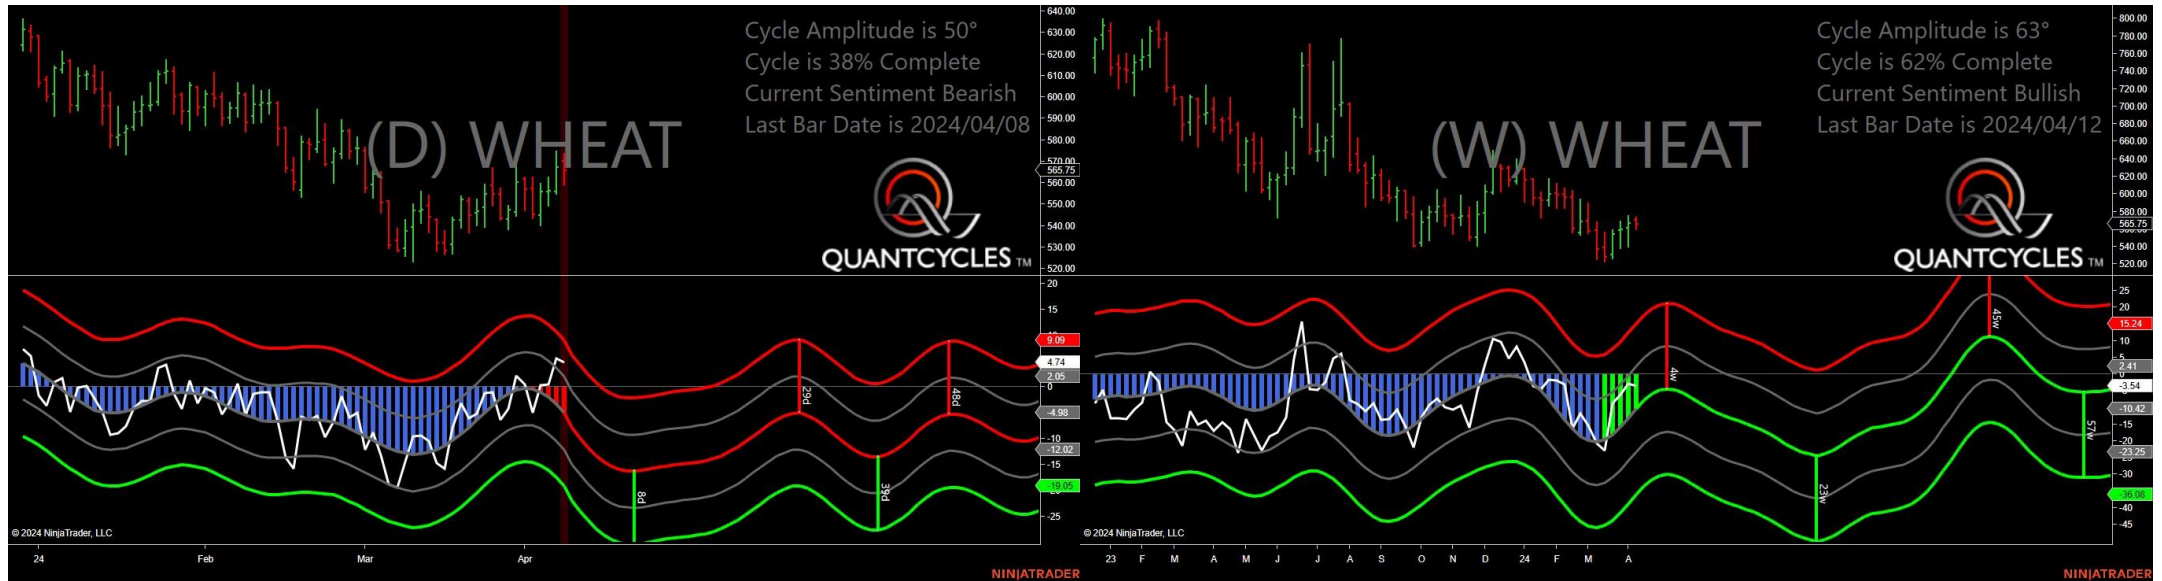 640.00
630.00
620.00
610.00
600.00
590.00
580.00
570.00
565.75
560.00
550.00
540.00
530.00
520.00
Cycle Amplitude is 50°
Cycle is 38% Complete
Current Sentiment Bearish
Last Bar Date is 2024/04/08
(D) WHEAT
QUANTCYCLES TM
20
15
9.09
4.74
2.05
0
-4.98
-10
-12.02
-15
-19.05
-25
8d
29d
39d
48d
© 2024 NinjaTrader, LLC
24 Feb Mar Apr
NINJATRADER
800.00
780.00
760.00
740.00
720.00
700.00
680.00
660.00
640.00
620.00
600.00
580.00
565.75
540.00
520.00
Cycle Amplitude is 63°
Cycle is 62% Complete
Current Sentiment Bullish
Last Bar Date is 2024/04/12
(W) WHEAT
QUANTCYCLES TM
25
20
15.24
10
5
2.41
0
-3.54
-10.42
-15
-20
-23.25
-30
-36.08
-40
-45
4w
23w
45w
57w
© 2024 NinjaTrader, LLC
23 F M A M J J A S O N D 24 F M A
NINJATRADER